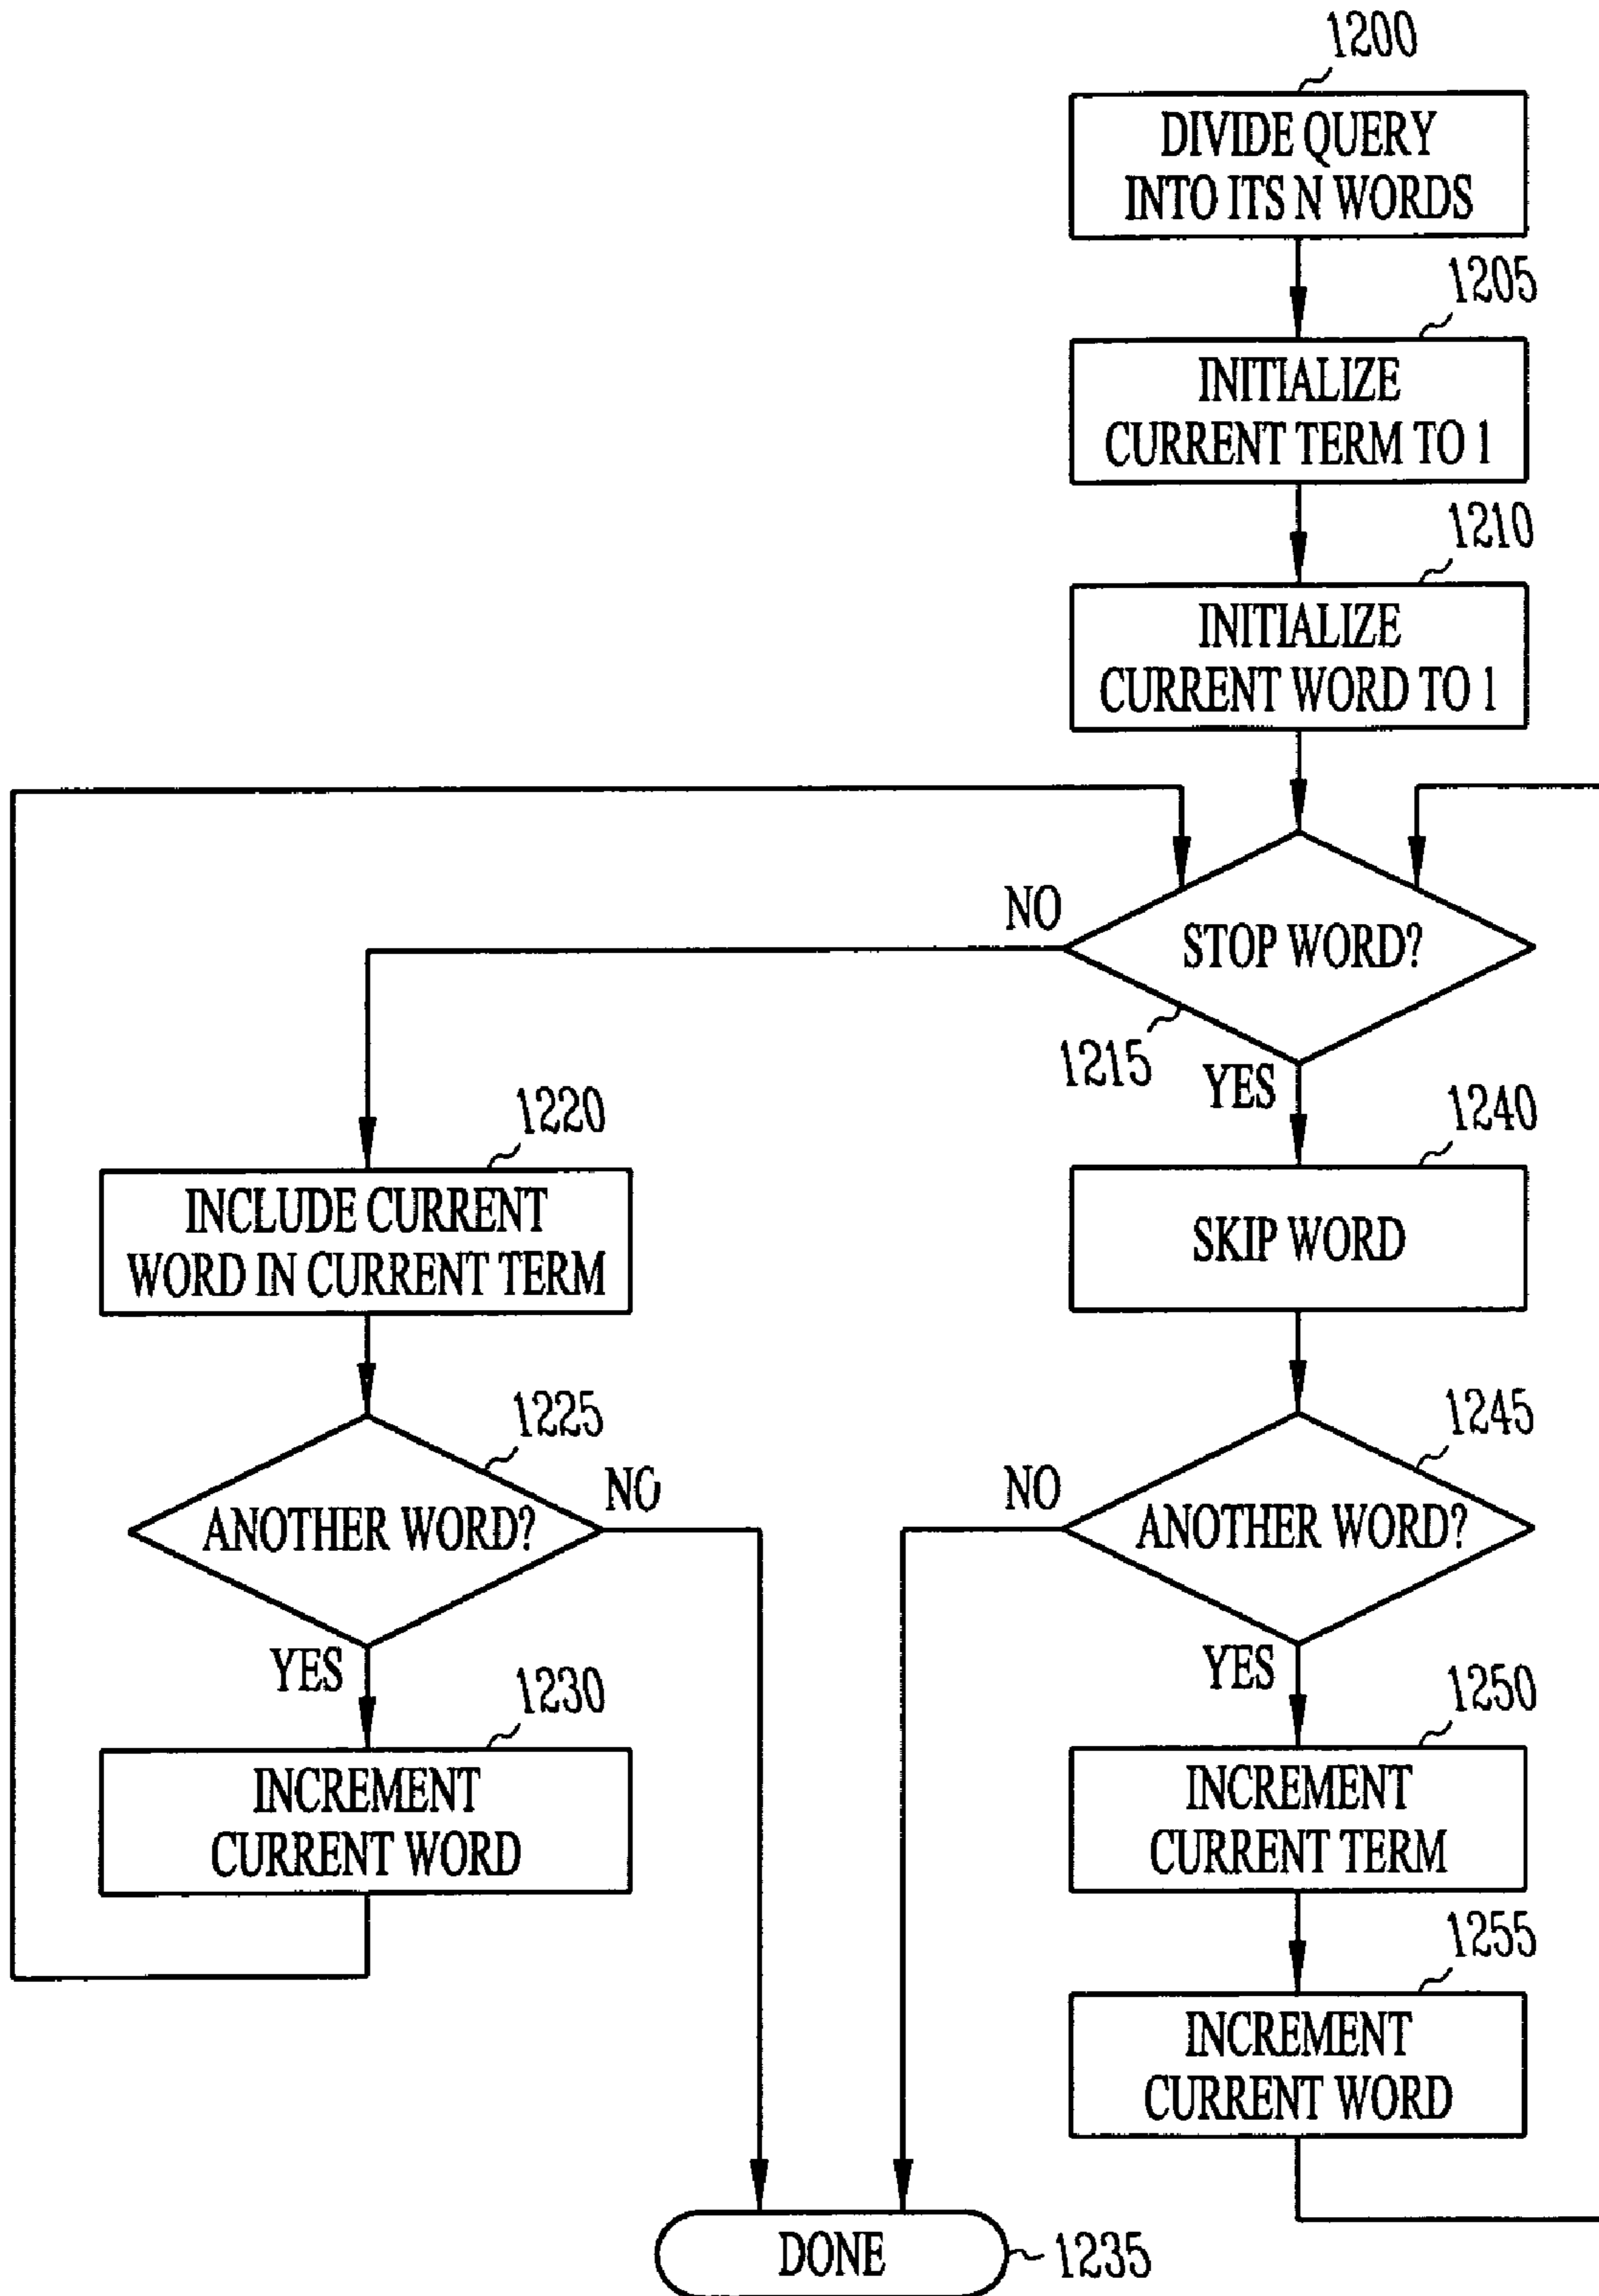 1200
DIVIDE QUERY
INTO ITS N WORDS
1205
INITIALIZE
CURRENT TERM TO 1
1210
INITIALIZE
CURRENT WORD TO 1
NO
STOP WORD?
1215
YES
1220
INCLUDE CURRENT
WORD IN CURRENT TERM
1225
ANOTHER WORD?
NO
YES
1230
INCREMENT
CURRENT WORD
1240
SKIP WORD
1245
NO
ANOTHER WORD?
YES
1250
INCREMENT
CURRENT TERM
1255
INCREMENT
CURRENT WORD
DONE
1235